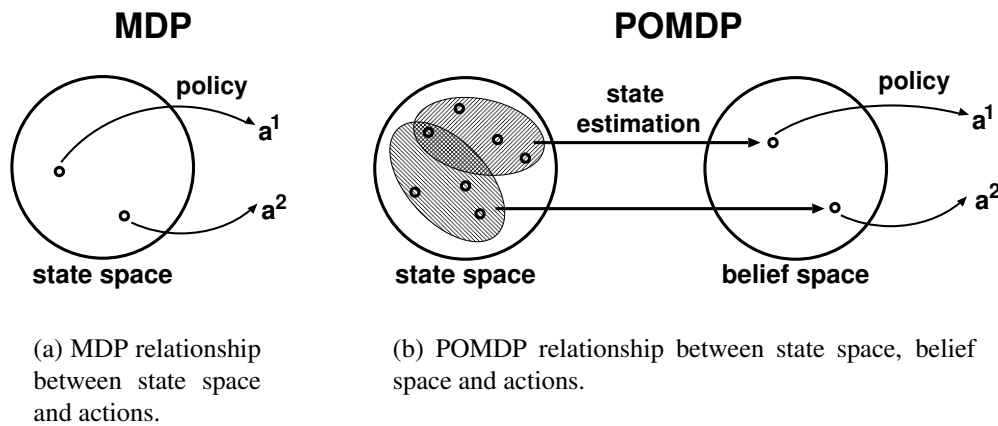 MDP
policy
a¹
a²
state space
POMDP
state
estimation
policy
a¹
a²
state space
belief space
(a) MDP relationship
between state space
and actions.
(b) POMDP relationship between state space, belief
space and actions.